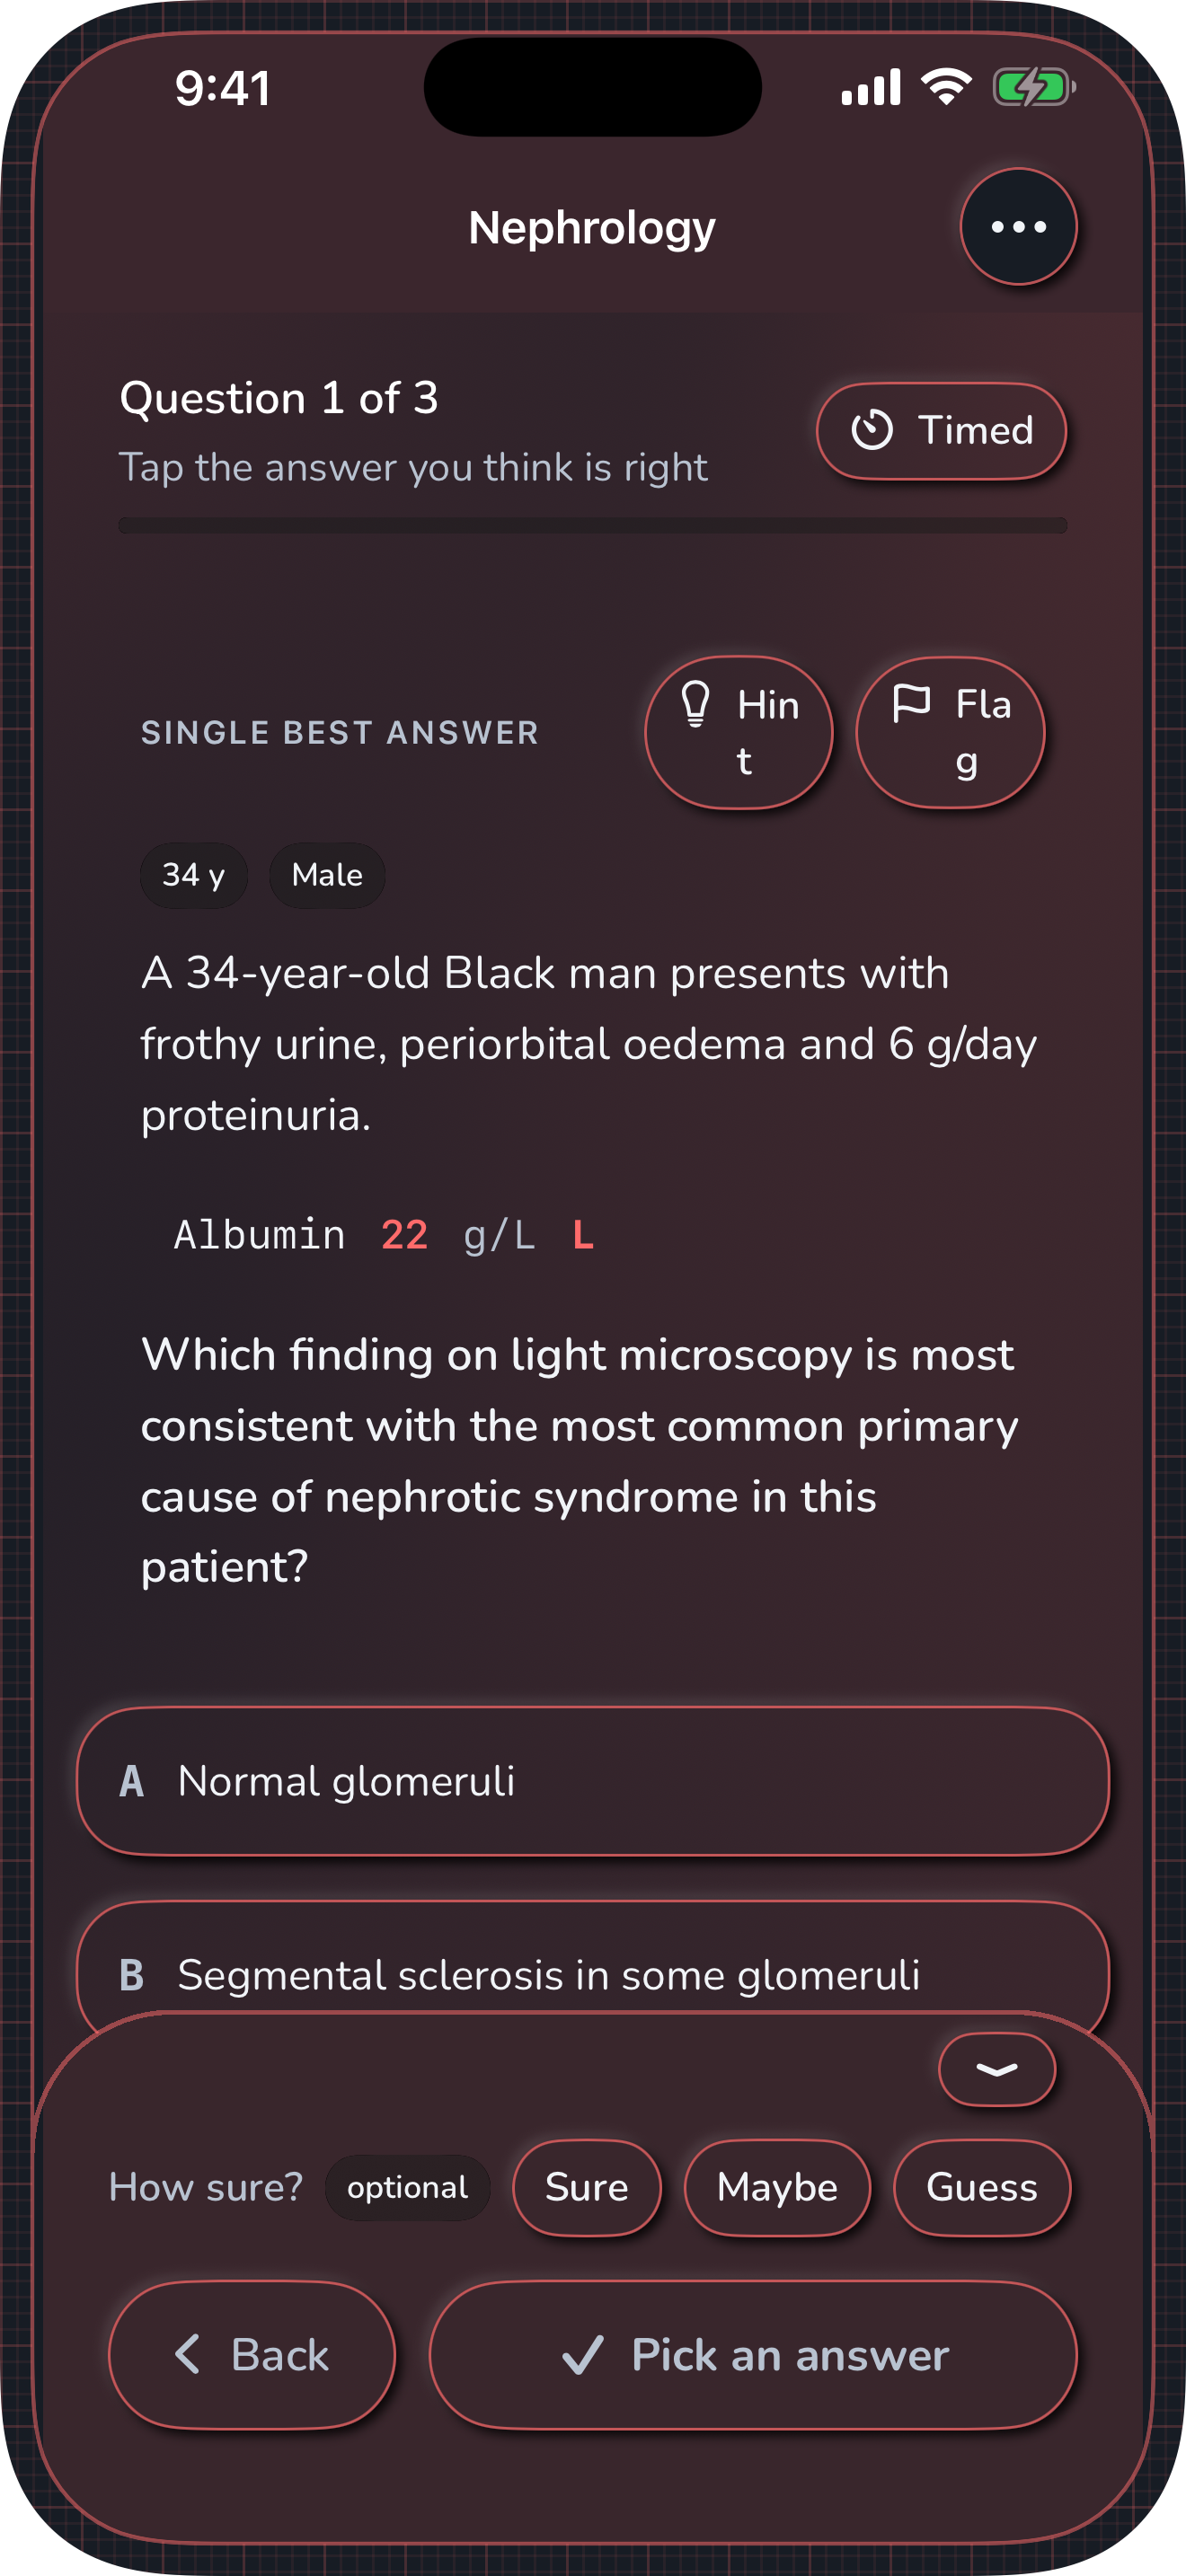 9:41
Nephrology
Question 1 of 3
Timed
Tap the answer you think is right
SINGLE BEST ANSWER
Hin
t
Fla
g
34 y
Male
A 34-year-old Black man presents with
frothy urine, periorbital oedema and 6 g/day
proteinuria.
Albumin 22 g/L L
Which finding on light microscopy is most
consistent with the most common primary
cause of nephrotic syndrome in this
patient?
A Normal glomeruli
B Segmental sclerosis in some glomeruli
How sure? optional Sure Maybe Guess
Back
Pick an answer